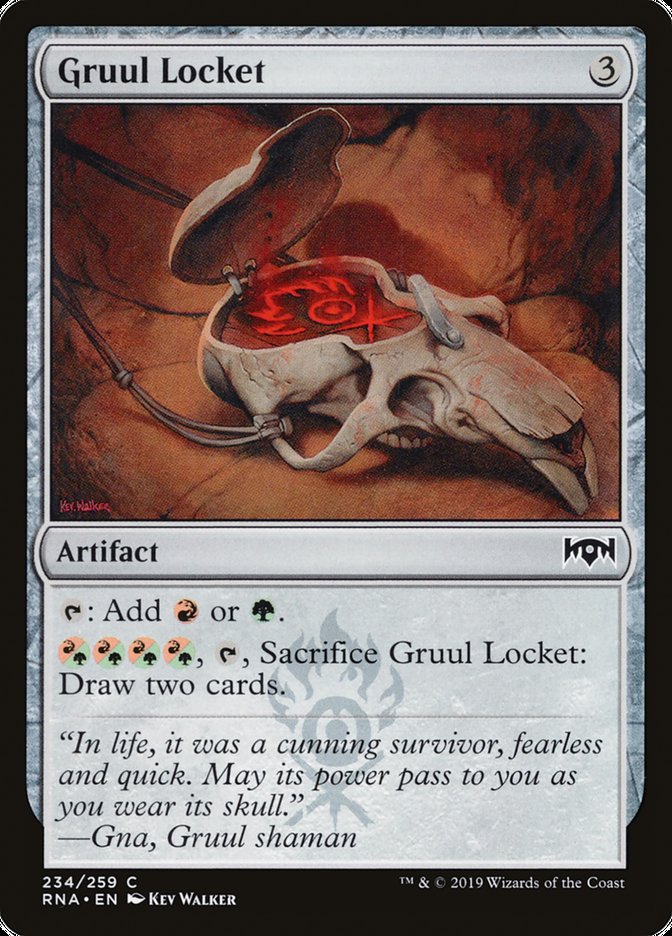 Gruul Locket 3
Kev. Walker
Artifact
: Add or .
, , Sacrifice Gruul Locket:
Draw two cards.
“In life, it was a cunning survivor, fearless
and quick. May its power pass to you as
you wear its skull.”
—Gna, Gruul shaman
234/259 C
RNA • EN Kev Walker
™ & © 2019 Wizards of the Coast